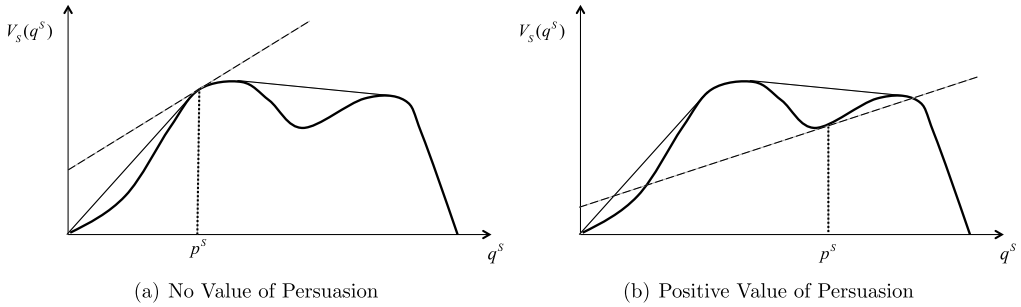 V_S(q^S)
p^S
q^S
(a) No Value of Persuasion
V_S(q^S)
p^S
q^S
(b) Positive Value of Persuasion